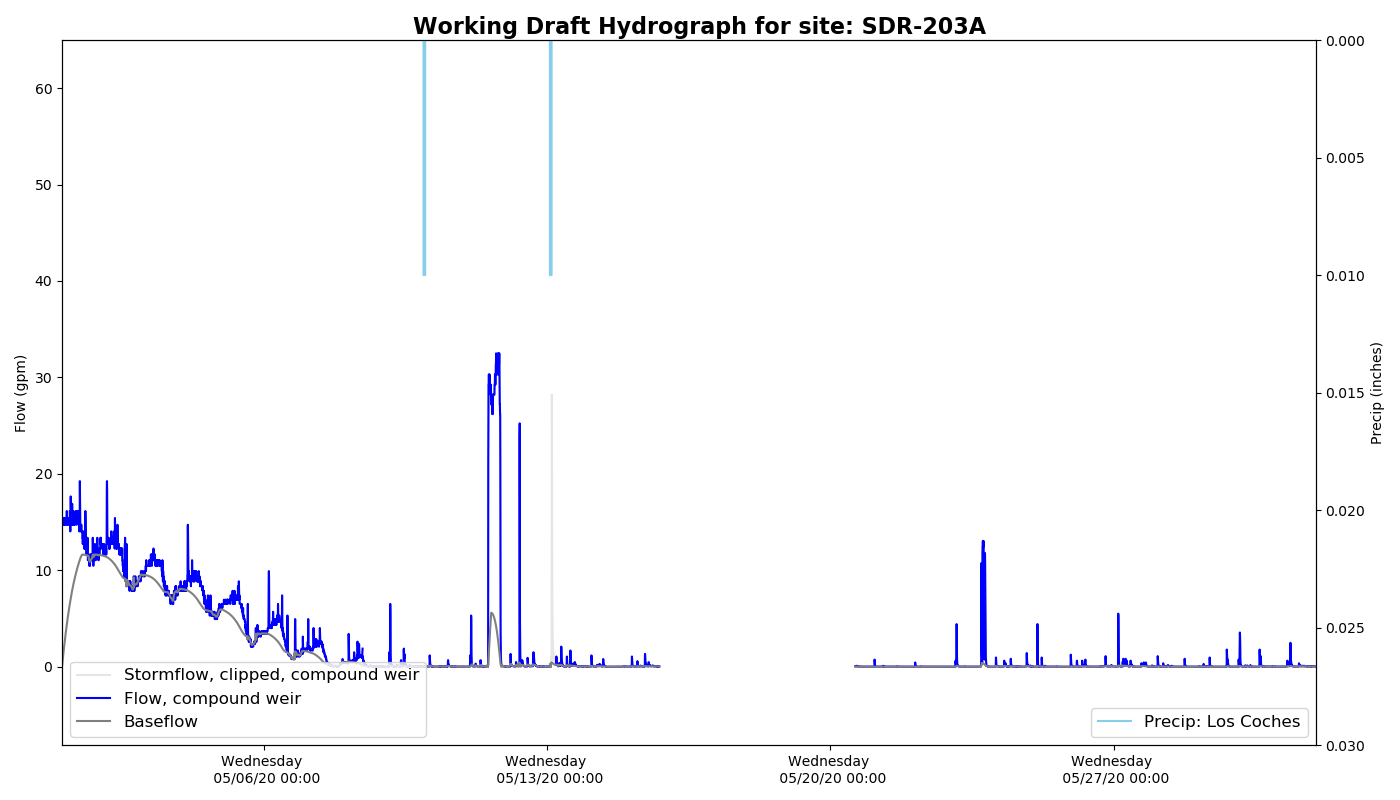 Working Draft Hydrograph for site: SDR-203A
Flow (gpm)
60
50
40
30
20
10
0
0.000
0.005
0.010
0.015
0.020
0.025
0.030
Precip (inches)
Stormflow, clipped, compound weir
Flow, compound weir
Baseflow
Precip: Los Coches
Wednesday
05/06/20 00:00
Wednesday
05/13/20 00:00
Wednesday
05/20/20 00:00
Wednesday
05/27/20 00:00